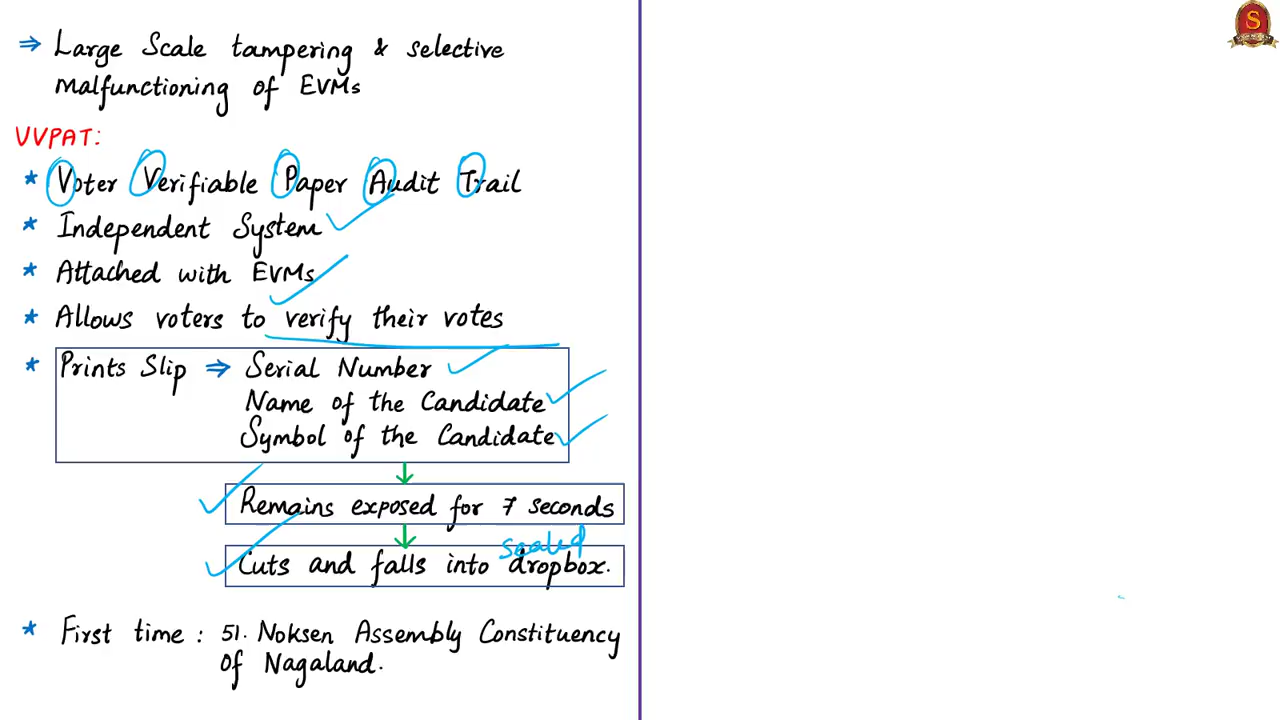 ⇒ Large Scale tampering & selective
malfunctioning of EVMs
VVPAT:
* Voter Verifiable Paper Audit Trail
* Independent System
* Attached with EVMs
* Allows voters to verify their votes
* Prints Slip ⇒ Serial Number
Name of the Candidate
Symbol of the Candidate
Remains exposed for 7 seconds
sealed
Cuts and falls into dropbox.
* First time : 51. Noksen Assembly Constituency
of Nagaland.
S